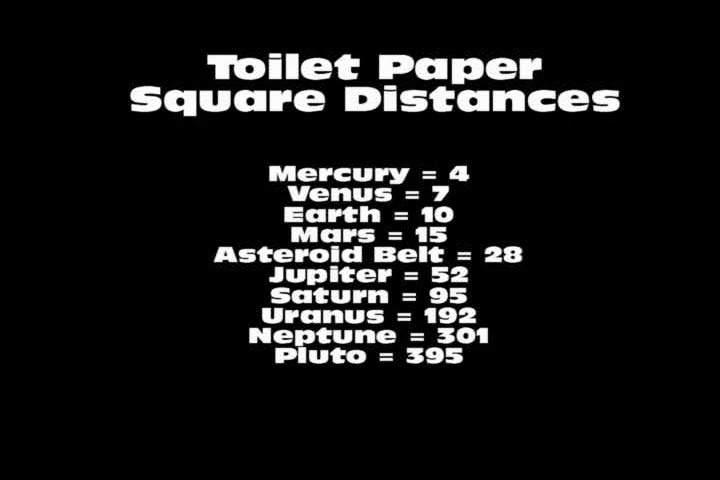 Toilet Paper
Square Distances
Mercury = 4
Venus = 7
Earth = 10
Mars = 15
Asteroid Belt = 28
Jupiter = 52
Saturn = 95
Uranus = 192
Neptune = 301
Pluto = 395